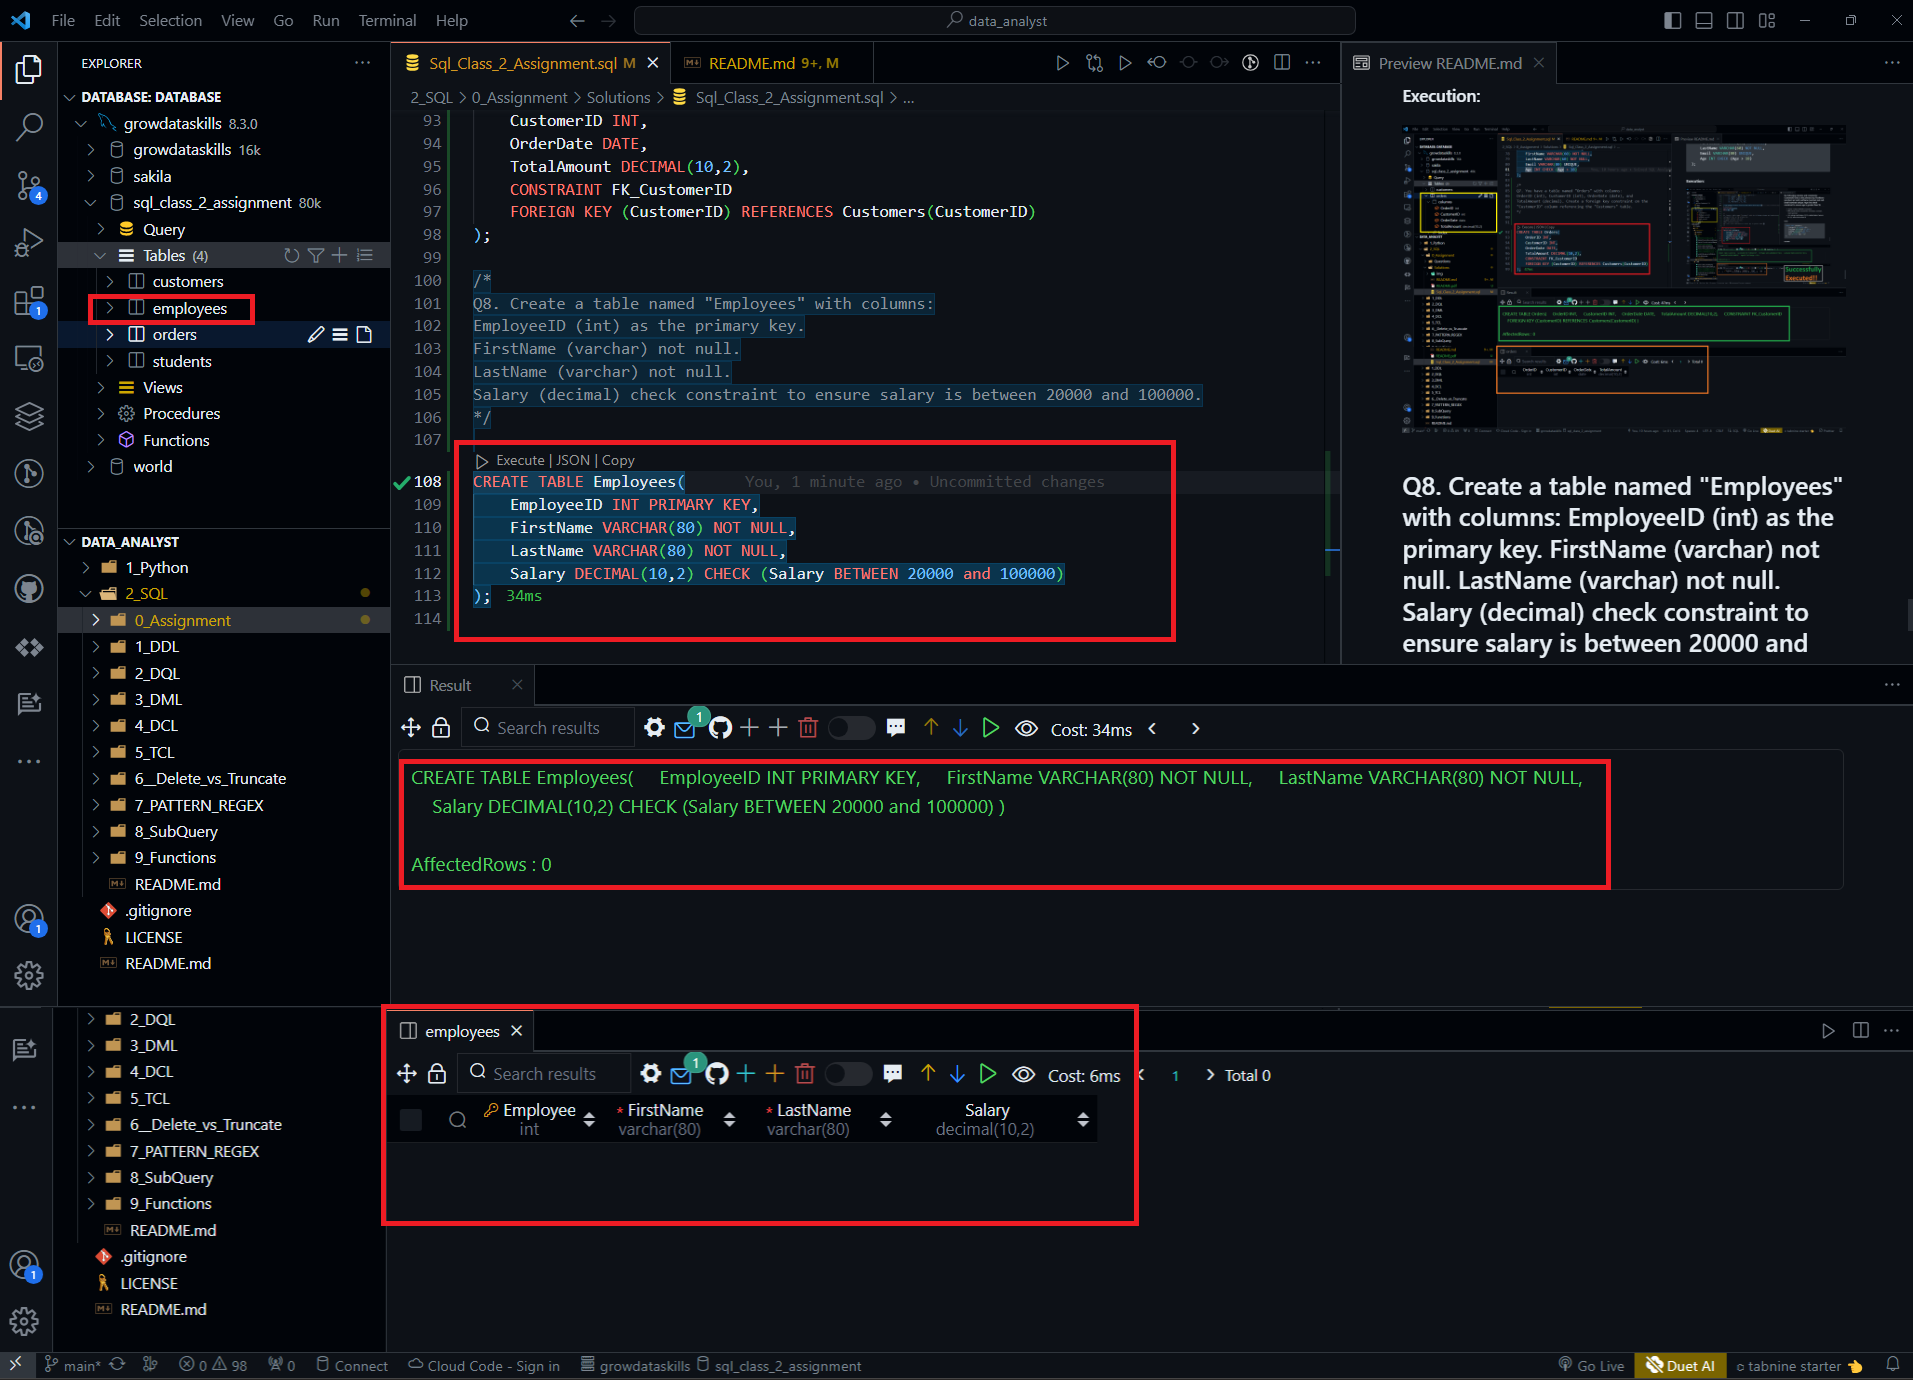 File Edit Selection View Go Run Terminal Help
data_analyst
EXPLORER
DATABASE: DATABASE
growdataskills 8.3.0
growdataskills 16k
sakila
sql_class_2_assignment 80k
Query
Tables (4)
customers
employees
orders
students
Views
Procedures
Functions
world
DATA_ANALYST
1_Python
2_SQL
0_Assignment
1_DDL
2_DQL
3_DML
4_DCL
5_TCL
6__Delete_vs_Truncate
7_PATTERN_REGEX
8_SubQuery
9_Functions
README.md
.gitignore
LICENSE
README.md
4
1
1
Sql_Class_2_Assignment.sql M
README.md 9+, M
2_SQL > 0_Assignment > Solutions > Sql_Class_2_Assignment.sql > ...
93 CustomerID INT,
94 OrderDate DATE,
95 TotalAmount DECIMAL(10,2),
96 CONSTRAINT FK_CustomerID
97 FOREIGN KEY (CustomerID) REFERENCES Customers(CustomerID)
98 );
99
100 /*
101 Q8. Create a table named "Employees" with columns:
102 EmployeeID (int) as the primary key.
103 FirstName (varchar) not null.
104 LastName (varchar) not null.
105 Salary (decimal) check constraint to ensure salary is between 20000 and 100000.
106 */
107
Execute | JSON | Copy
108 CREATE TABLE Employees( You, 1 minute ago • Uncommitted changes
109 EmployeeID INT PRIMARY KEY,
110 FirstName VARCHAR(80) NOT NULL,
111 LastName VARCHAR(80) NOT NULL,
112 Salary DECIMAL(10,2) CHECK (Salary BETWEEN 20000 and 100000)
113 ); 34ms
114
Preview README.md
Execution:
Successfully
Executed!!
Q8. Create a table named "Employees"
with columns: EmployeeID (int) as the
primary key. FirstName (varchar) not
null. LastName (varchar) not null.
Salary (decimal) check constraint to
ensure salary is between 20000 and
Result
Search results
1
Cost: 34ms
CREATE TABLE Employees( EmployeeID INT PRIMARY KEY, FirstName VARCHAR(80) NOT NULL, LastName VARCHAR(80) NOT NULL,
Salary DECIMAL(10,2) CHECK (Salary BETWEEN 20000 and 100000) )
AffectedRows : 0
2_DQL
3_DML
4_DCL
5_TCL
6__Delete_vs_Truncate
7_PATTERN_REGEX
8_SubQuery
9_Functions
README.md
.gitignore
LICENSE
README.md
1
employees
Search results
1
Cost: 6ms
1
Total 0
Employee
int
* FirstName
varchar(80)
* LastName
varchar(80)
Salary
decimal(10,2)
main* 0 98 0 Connect Cloud Code - Sign in growdataskills sql_class_2_assignment Go Live Duet AI tabnine starter